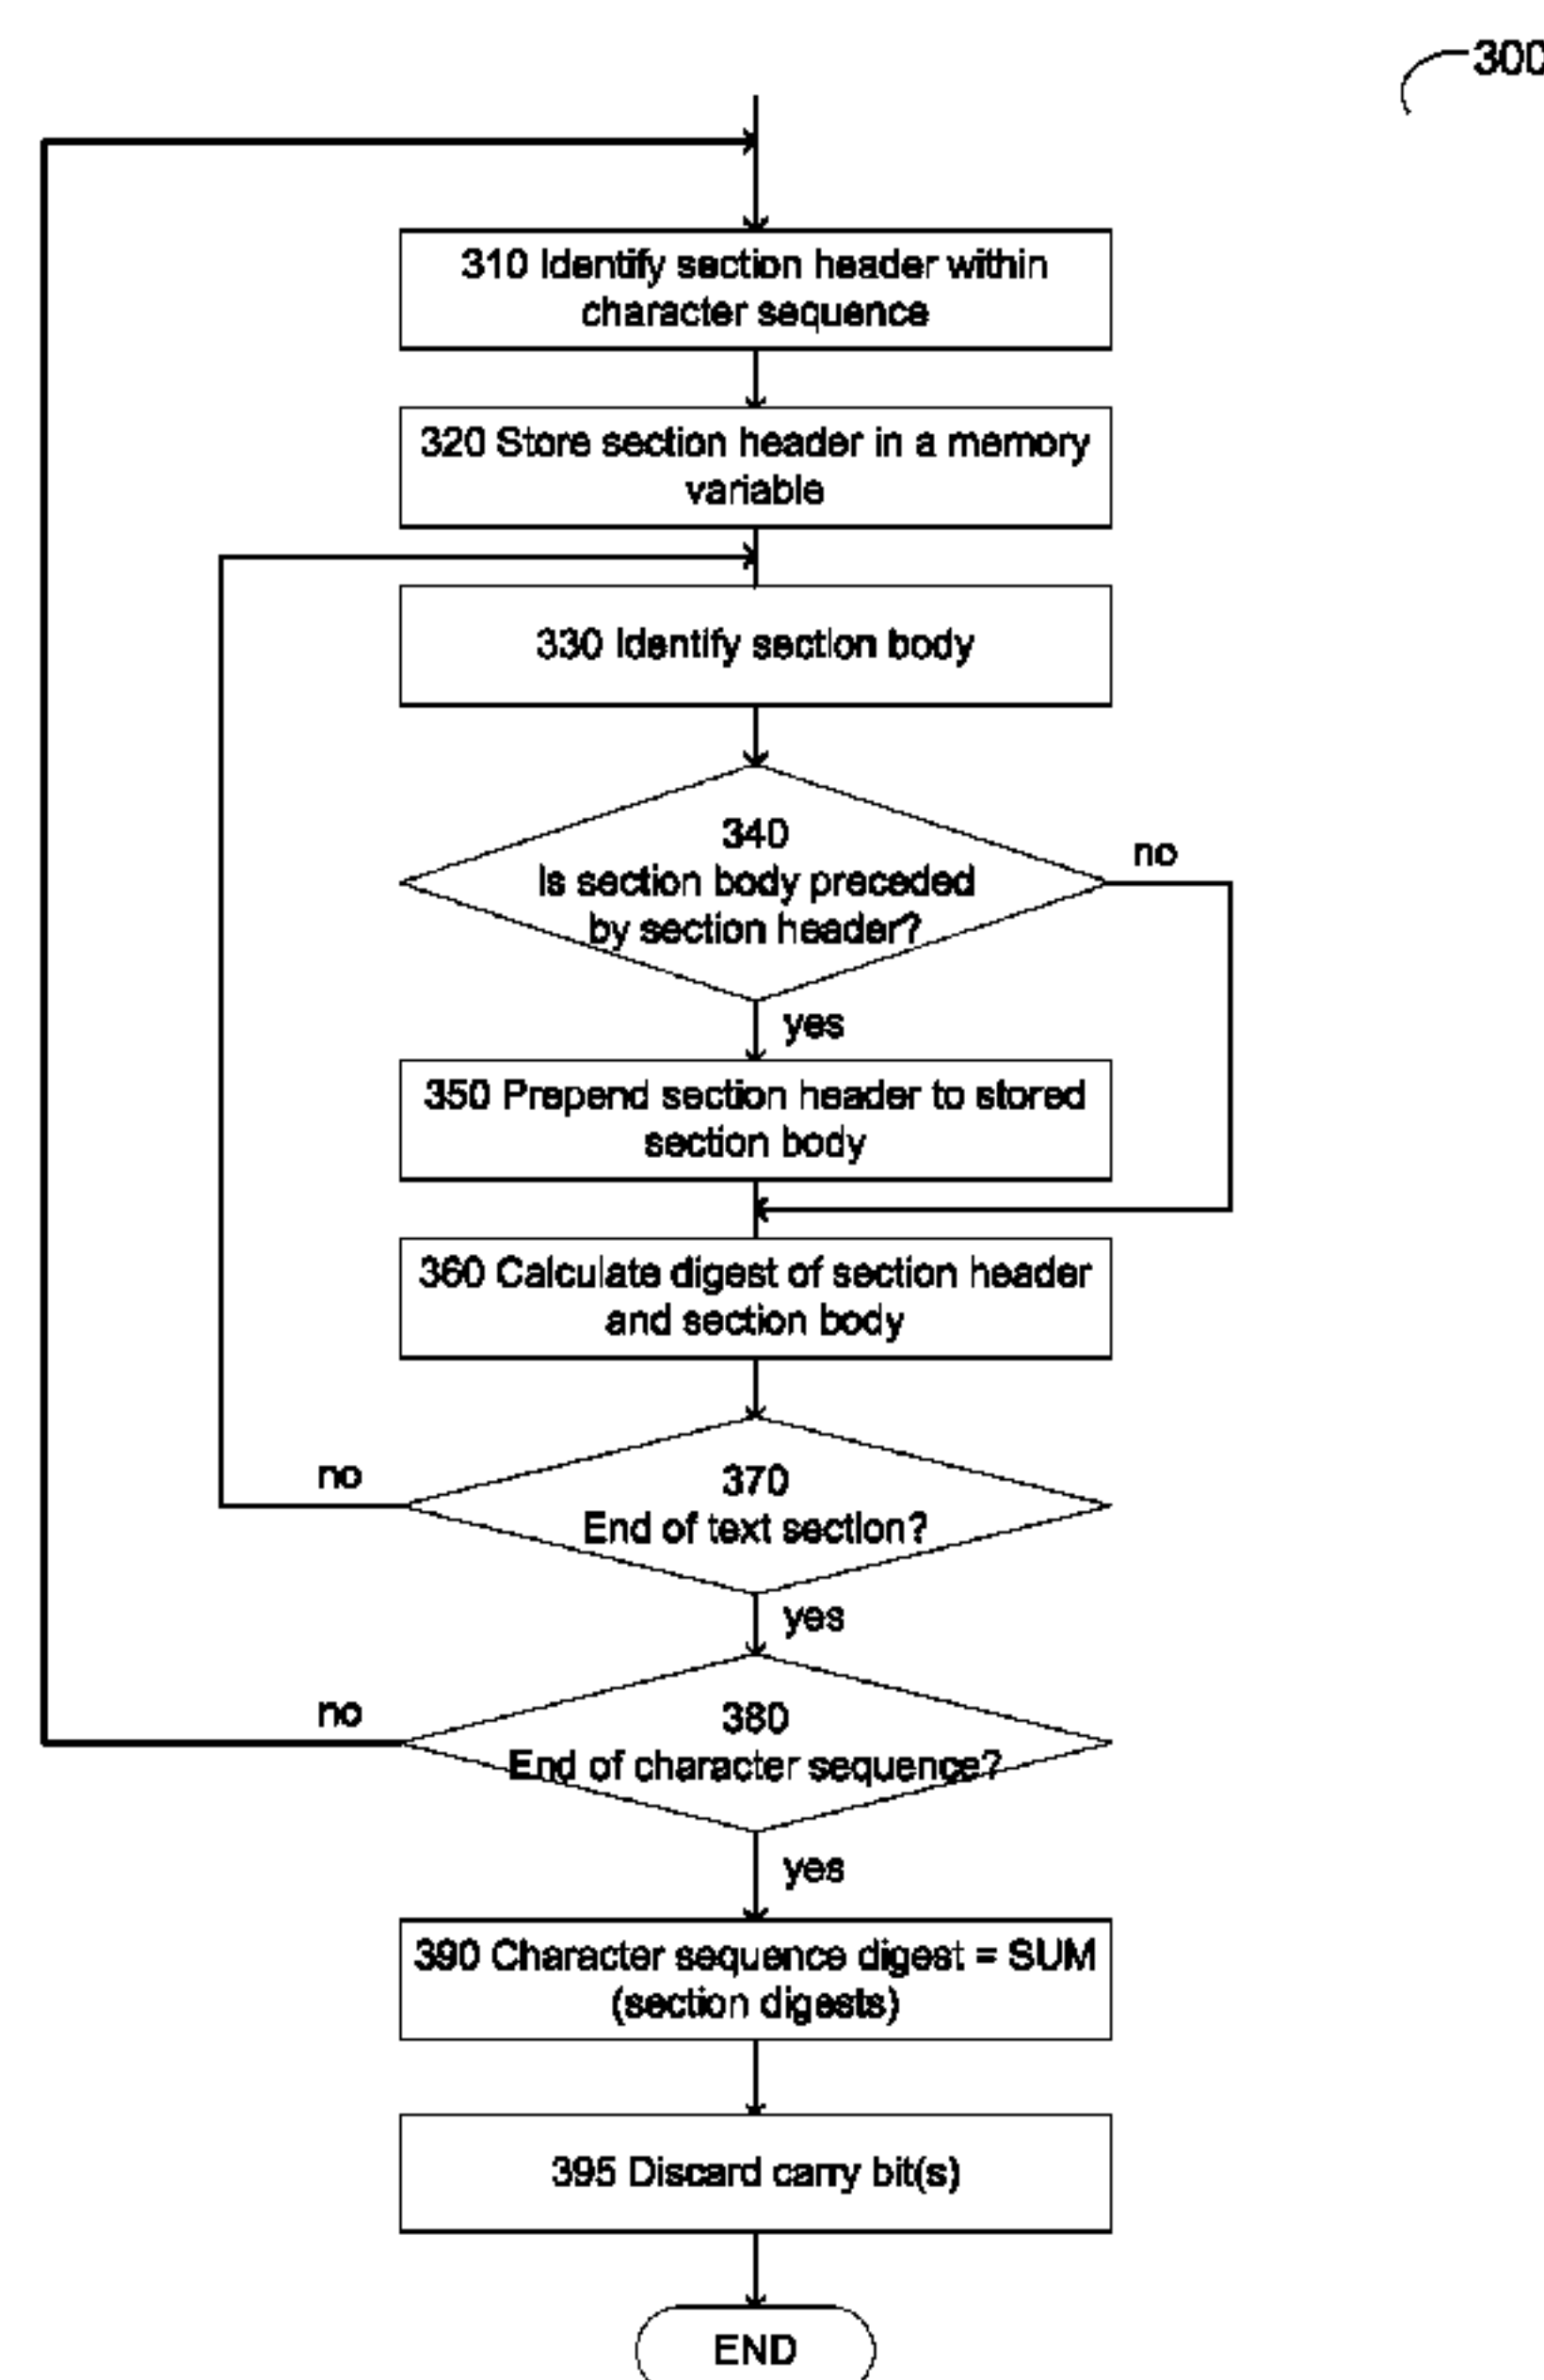 300
310 Identify section header within
character sequence
320 Store section header in a memory
variable
330 Identify section body
340
Is section body preceded
by section header?
no
yes
350 Prepend section header to stored
section body
360 Calculate digest of section header
and section body
370
End of text section?
no
yes
380
End of character sequence?
no
yes
390 Character sequence digest = SUM
(section digests)
395 Discard carry bit(s)
END